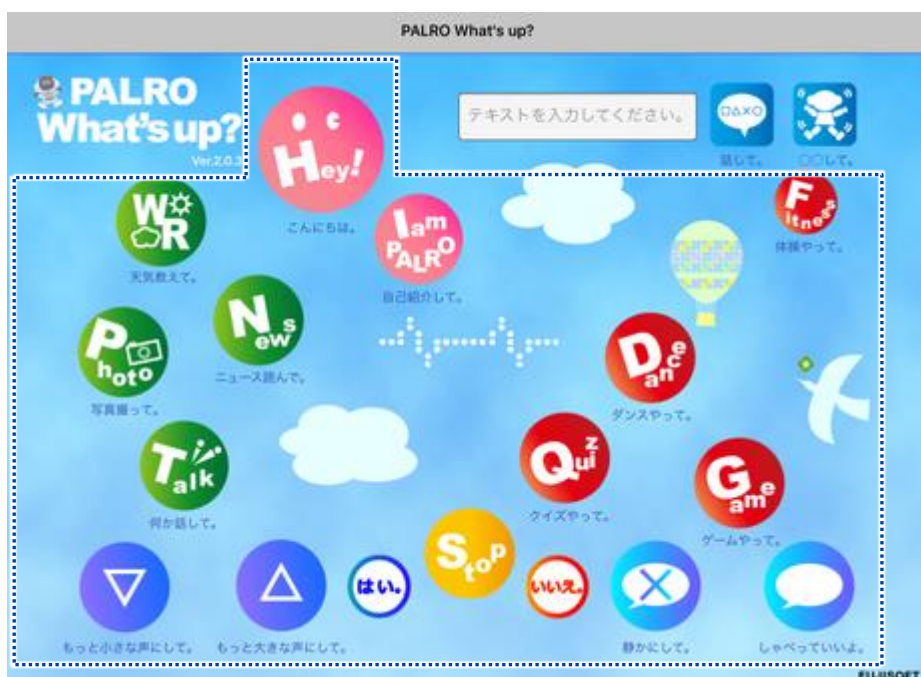 PALRO What's up?
PALRO
What's up?
Ver.2.0.3
Hey!
こんにちは。
テキストを入力してください。
□△×○
話して。
○○して。
WR
天気教えて。
I am PALRO
自己紹介して。
Fitness
体操やって。
News
ニュース読んで。
Photo
写真撮って。
Dance
ダンスやって。
Talk
何か話して。
Quiz
クイズやって。
Game
ゲームやって。
Stop
はい。
いいえ。
もっと小さな声にして。
もっと大きな声にして。
静かにして。
しゃべっていいよ。
FUJISOFT